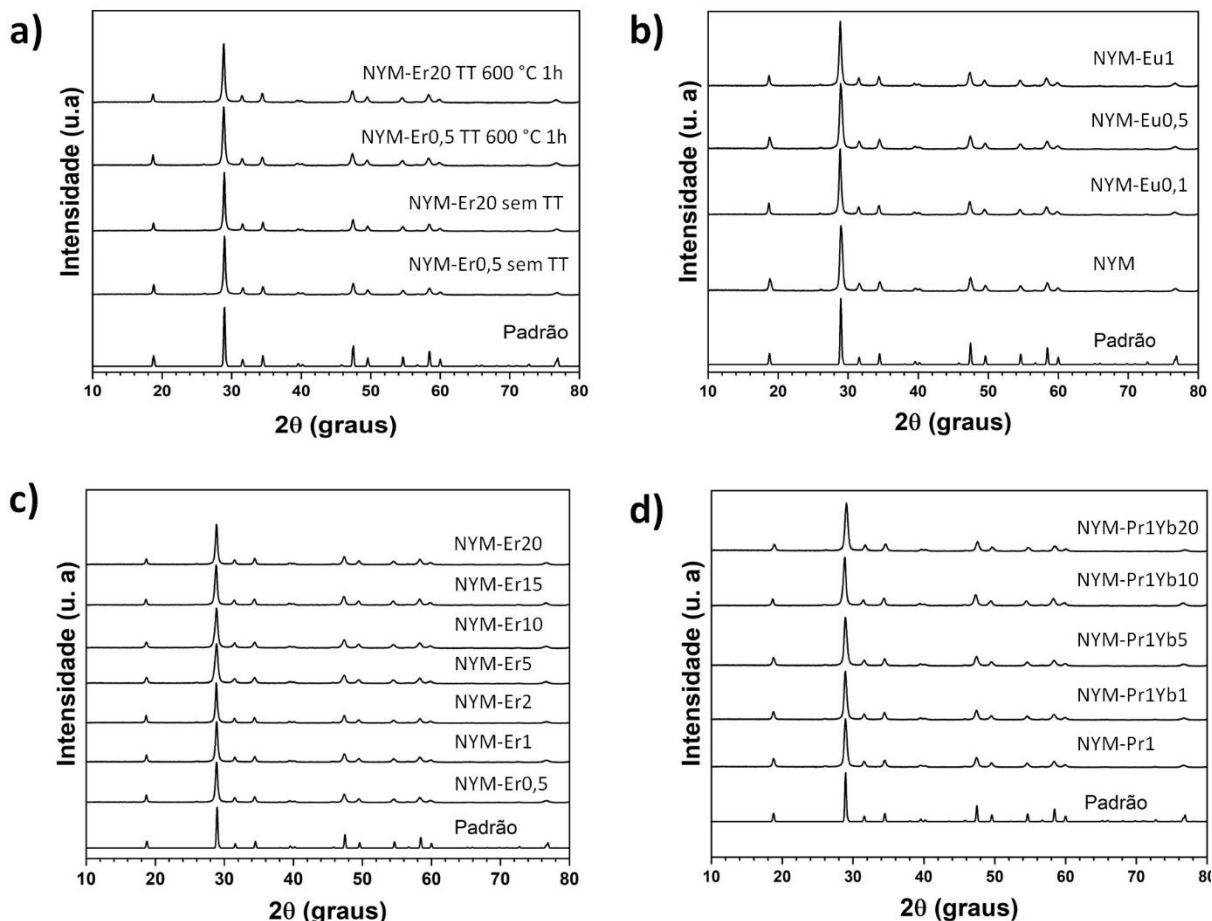 a)
Intensidade (u.a)
NYM-Er20 TT 600 °C 1h
NYM-Er0,5 TT 600 °C 1h
NYM-Er20 sem TT
NYM-Er0,5 sem TT
Padrão
10 20 30 40 50 60 70 80
2θ (graus)
b)
Intensidade (u. a)
NYM-Eu1
NYM-Eu0,5
NYM-Eu0,1
NYM
Padrão
10 20 30 40 50 60 70 80
2θ (graus)
c)
Intensidade (u. a)
NYM-Er20
NYM-Er15
NYM-Er10
NYM-Er5
NYM-Er2
NYM-Er1
NYM-Er0,5
Padrão
10 20 30 40 50 60 70 80
2θ (graus)
d)
Intensidade (u. a)
NYM-Pr1Yb20
NYM-Pr1Yb10
NYM-Pr1Yb5
NYM-Pr1Yb1
NYM-Pr1
Padrão
10 20 30 40 50 60 70 80
2θ (graus)